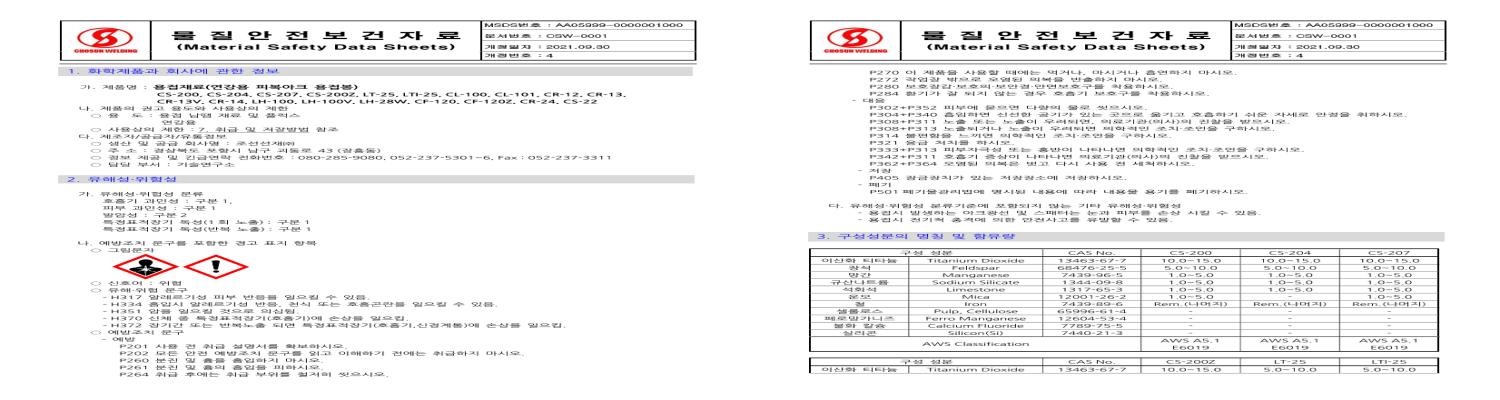 CHOSUN WELDING
물 질 안 전 보 건 자 료
(Material Safety Data Sheets)
MSDS번호 : AA05999-0000001000
문서번호 : CSW-0001
개정일자 : 2021.09.30
개정번호 : 4
1. 화학제품과 회사에 관한 정보
가. 제품명 : 용접재료(연강용 피복아크 용접봉)
CS-200, CS-204, CS-207, CS-200Z, LT-25, LTI-25, CL-100, CL-101, CR-12, CR-13,
CR-13V, CR-14, LH-100, LH-100V, LH-28W, CF-120, CF-120Z, CR-24, CS-22
나. 제품의 권고 용도와 사용상의 제한
○ 용 도 : 용접 납땜 재료 및 플럭스
연강용
○ 사용상의 제한 : 7. 취급 및 저장방법 참조
다. 제조자/공급자/유통정보
○ 생산 및 공급 회사명 : 조선선재㈜
○ 주 소 : 경상북도 포항시 남구 괴동로 43 (장흥동)
○ 정보 제공 및 긴급연락 전화번호 : 080-285-9080, 052-237-5301~6, Fax : 052-237-3311
○ 담당 부서 : 기술연구소
2. 유해성·위험성
가. 유해성·위험성 분류
호흡기 과민성 : 구분 1,
피부 과민성 : 구분 1
발암성 : 구분 2
특정표적장기 독성(1회 노출) : 구분 1
특정표적장기 독성(반복 노출) : 구분 1
나. 예방조치 문구를 포함한 경고 표지 항목
○ 그림문자
○ 신호어 : 위험
○ 유해·위험 문구
- H317 알레르기성 피부 반응을 일으킬 수 있음.
- H334 흡입시 알레르기성 반응, 천식 또는 호흡곤란을 일으킬 수 있음.
- H351 암을 일으킬 것으로 의심됨.
- H370 신체 중 특정표적장기(호흡기)에 손상을 일으킴.
- H372 장기간 또는 반복노출 되면 특정표적장기(호흡기,신경계통)에 손상을 일으킴.
○ 예방조치 문구
- 예방
P201 사용 전 취급 설명서를 확보하시오.
P202 모든 안전 예방조치 문구를 읽고 이해하기 전에는 취급하지 마시오.
P260 분진 및 흄을 흡입하지 마시오.
P261 분진 및 흄의 흡입을 피하시오.
P264 취급 후에는 취급 부위를 철저히 씻으시오.
CHOSUN WELDING
물 질 안 전 보 건 자 료
(Material Safety Data Sheets)
MSDS번호 : AA05999-0000001000
문서번호 : CSW-0001
개정일자 : 2021.09.30
개정번호 : 4
P270 이 제품을 사용할 때에는 먹거나, 마시거나 흡연하지 마시오.
P272 작업장 밖으로 오염된 의복을 반출하지 마시오.
P280 보호장갑·보호의·보안경·안면보호구를 착용하시오.
P284 환기가 잘 되지 않는 경우 호흡기 보호구를 착용하시오.
- 대응
P302+P352 피부에 묻으면 다량의 물로 씻으시오.
P304+P340 흡입하면 신선한 공기가 있는 곳으로 옮기고 호흡하기 쉬운 자세로 안정을 취하시오.
P308+P311 노출 또는 노출이 우려되면, 의료기관(의사)의 진찰을 받으시오.
P308+P313 노출되거나 노출이 우려되면 의학적인 조치·조언을 구하시오.
P314 불편함을 느끼면 의학적인 조치·조언을 구하시오.
P321 응급 처치를 하시오.
P333+P313 피부자극성 또는 홍반이 나타나면 의학적인 조치·조언을 구하시오.
P342+P311 호흡기 증상이 나타나면 의료기관(의사)의 진찰을 받으시오.
P362+P364 오염된 의복은 벗고 다시 사용 전 세척하시오.
- 저장
P405 잠금장치가 있는 저장장소에 저장하시오.
- 폐기
P501 폐기물관리법에 명시된 내용에 따라 내용물 용기를 폐기하시오.
다. 유해성·위험성 분류기준에 포함되지 않는 기타 유해성·위험성
- 용접시 발생하는 아크광선 및 스패터는 눈과 피부를 손상 시킬 수 있음.
- 용접시 전기적 충격에 의한 안전사고를 유발할 수 있음.
3. 구성성분의 명칭 및 함유량
구성 성분 CAS No. CS-200 CS-204 CS-207
이산화 티타늄 Titanium Dioxide 13463-67-7 10.0~15.0 10.0~15.0 10.0~15.0
장석 Feldspar 68476-25-5 5.0~10.0 5.0~10.0 5.0~10.0
망간 Manganese 7439-96-5 1.0~5.0 1.0~5.0 1.0~5.0
규산나트륨 Sodium Silicate 1344-09-8 1.0~5.0 1.0~5.0 1.0~5.0
석회석 Limestone 1317-65-3 1.0~5.0 1.0~5.0 1.0~5.0
운모 Mica 12001-26-2 1.0~5.0 - 1.0~5.0
철 Iron 7439-89-6 Rem.(나머지) Rem.(나머지) Rem.(나머지)
셀룰로스 Pulp, Cellulose 65996-61-4 - - -
페로망가니즈 Ferro Manganese 12604-53-4 - - -
불화 칼슘 Calcium Fluoride 7789-75-5 - - -
실리콘 Silicon(Si) 7440-21-3 - - -
AWS Classification AWS A5.1 E6019 AWS A5.1 E6019 AWS A5.1 E6019
구성 성분 CAS No. CS-200Z LT-25 LTI-25
이산화 티타늄 Titanium Dioxide 13463-67-7 10.0~15.0 5.0~10.0 5.0~10.0